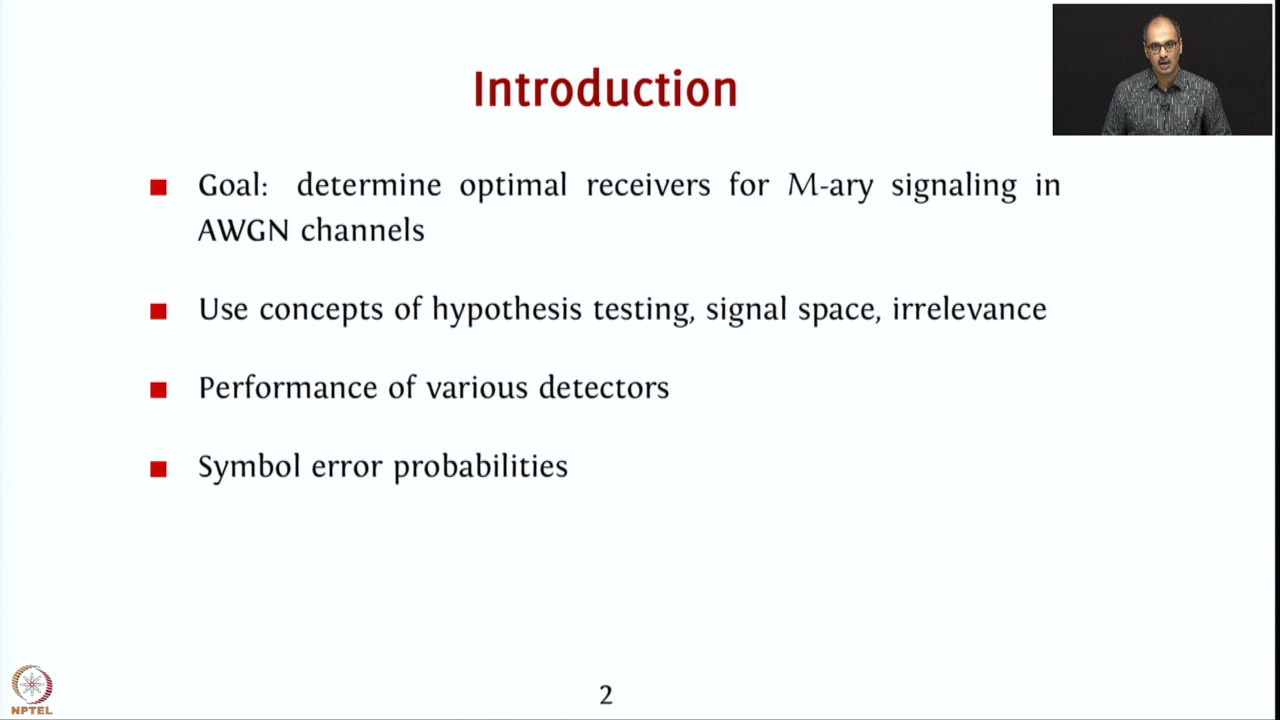 Introduction
Goal: determine optimal receivers for M-ary signaling in
AWGN channels
Use concepts of hypothesis testing, signal space, irrelevance
Performance of various detectors
Symbol error probabilities
NPTEL
2